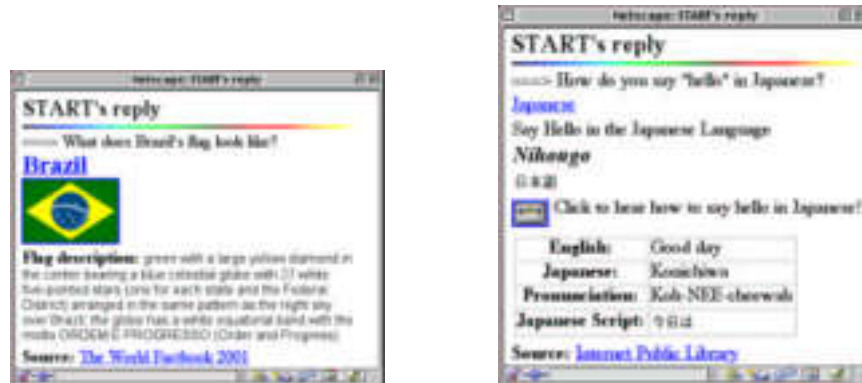 Netscape: START's reply
START's reply
===> What does Brazil's flag look like?
Brazil
Flag description: green with a large yellow diamond in
the center bearing a blue celestial globe with 27 white
five-pointed stars (one for each state and the Federal
District) arranged in the same pattern as the night sky
over Brazil; the globe has a white equatorial band with the
motto ORDEM E PROGRESSO (Order and Progress)
Source: The World Factbook 2001
Netscape: START's reply
START's reply
===> How do you say "hello" in Japanese?
Japanese
Say Hello in the Japanese Language
Nihongo
日本語
Click to hear how to say hello in Japanese!
English: Good day
Japanese: Konichiwa
Pronunciation: Koh-NEE-cheewah
Japanese Script: 今日は
Source: Internet Public Library